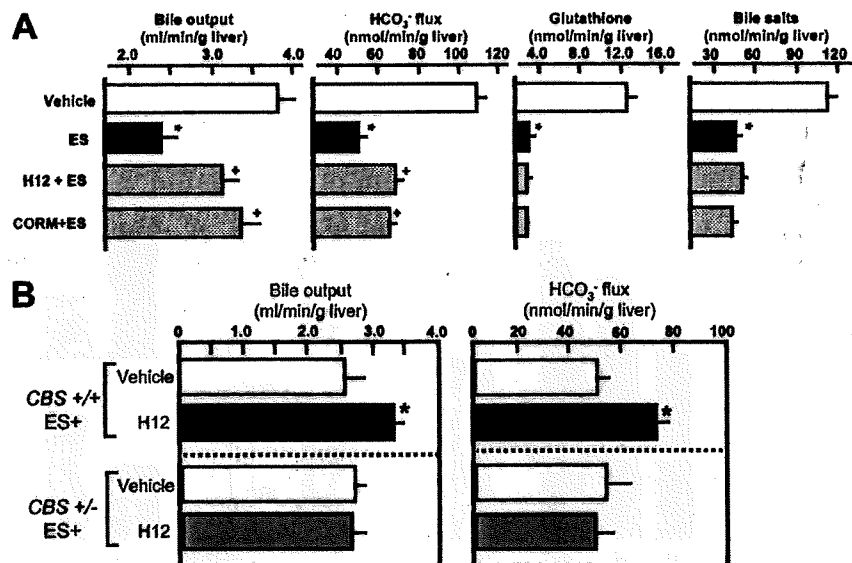 A
Bile output
(ml/min/g liver)
HCO3- flux
(nmol/min/g liver)
Glutathione
(nmol/min/g liver)
Bile salts
(nmol/min/g liver)
2.0 3.0 4.0
40 60 80 100 120
4.0 8.0 12.0 16.0
30 60 90 120
Vehicle
ES * * * *
H12 + ES + +
CORM+ES + +
B
Bile output
(ml/min/g liver)
HCO3- flux
(nmol/min/g liver)
0 1.0 2.0 3.0 4.0
0 20 40 60 80 100
CBS +/+
ES+
Vehicle
H12 * *
CBS +/-
ES+
Vehicle
H12